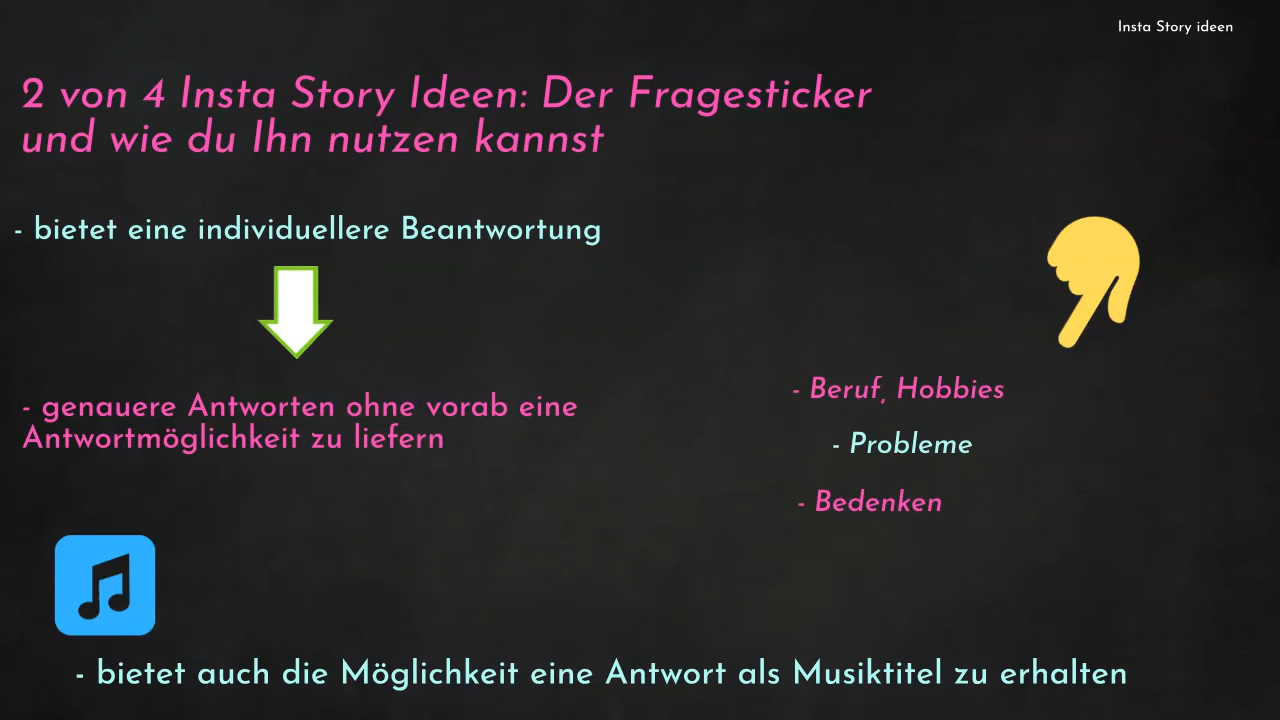 Insta Story ideen
2 von 4 Insta Story Ideen: Der Fragesticker
und wie du Ihn nutzen kannst
- bietet eine individuellere Beantwortung
- genauere Antworten ohne vorab eine
Antwortmöglichkeit zu liefern
- Beruf, Hobbies
- Probleme
- Bedenken
- bietet auch die Möglichkeit eine Antwort als Musiktitel zu erhalten